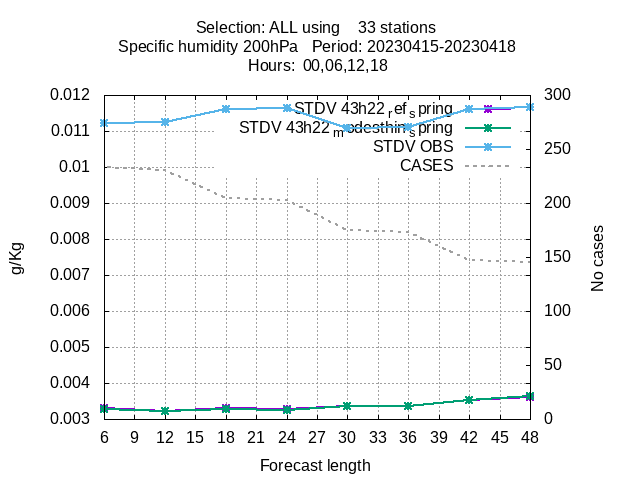 Selection: ALL using    33 stations
Specific humidity 200hPa   Period: 20230415-20230418
Hours:  00,06,12,18
STDV 43h22_ref_spring
STDV 43h22_modesthin_spring
STDV OBS
CASES
0.012
0.011
0.01
0.009
0.008
0.007
0.006
0.005
0.004
0.003
g/Kg
300
250
200
150
100
50
0
No cases
6 9 12 15 18 21 24 27 30 33 36 39 42 45 48
Forecast length